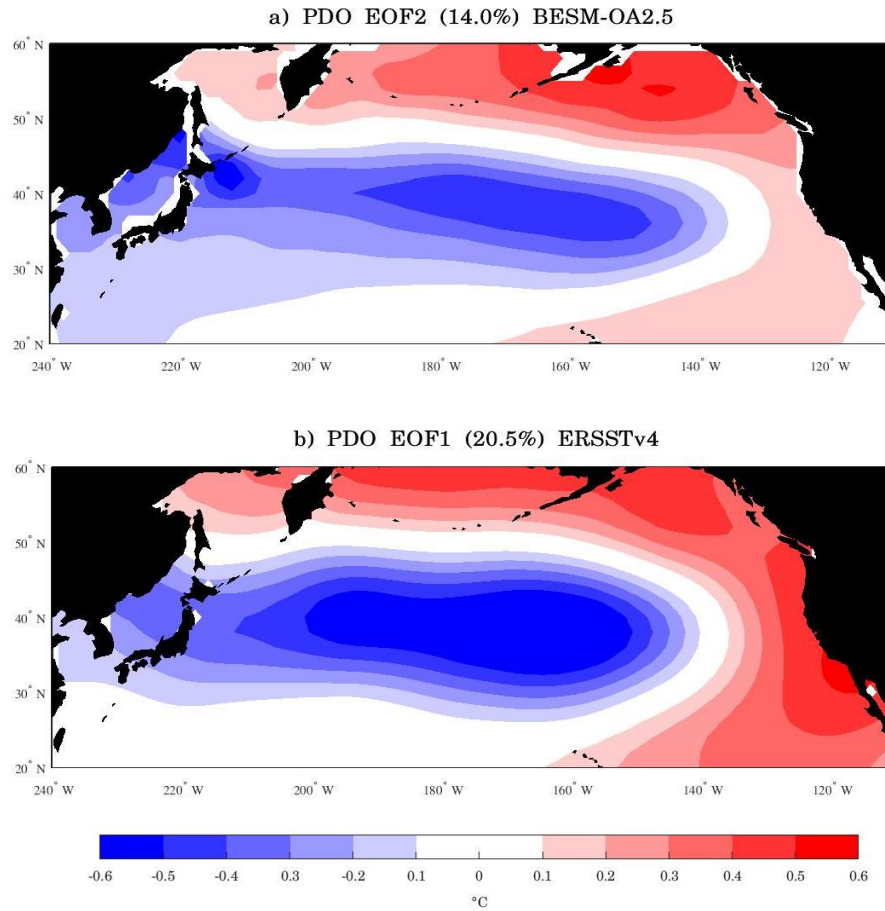 a) PDO EOF2 (14.0%) BESM-OA2.5
60° N
50° N
40° N
30° N
20° N
240° W 220° W 200° W 180° W 160° W 140° W 120° W
b) PDO EOF1 (20.5%) ERSSTv4
60° N
50° N
40° N
30° N
20° N
240° W 220° W 200° W 180° W 160° W 140° W 120° W
-0.6 -0.5 -0.4 0.3 -0.2 0.1 0 0.1 0.2 0.3 0.4 0.5 0.6
°C